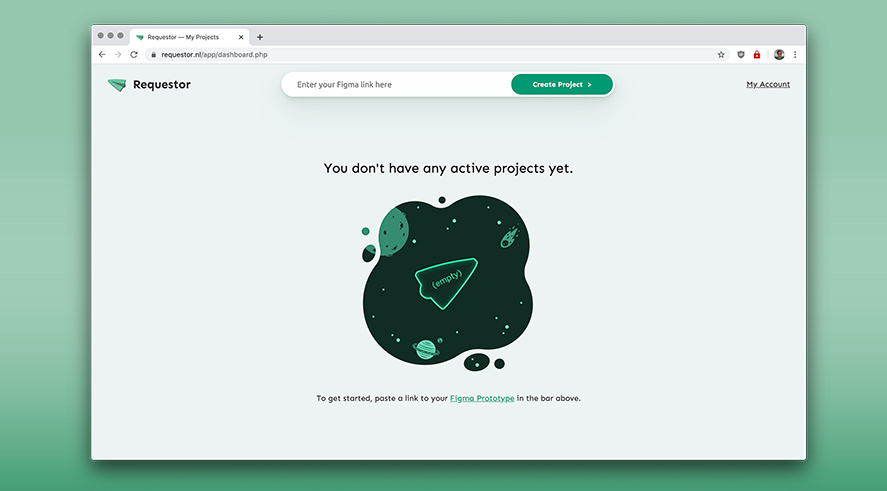 Requestor — My Projects
requestor.nl/app/dashboard.php
Requestor
Enter your Figma link here
Create Project >
My Account
You don't have any active projects yet.
(empty)
To get started, paste a link to your Figma Prototype in the bar above.